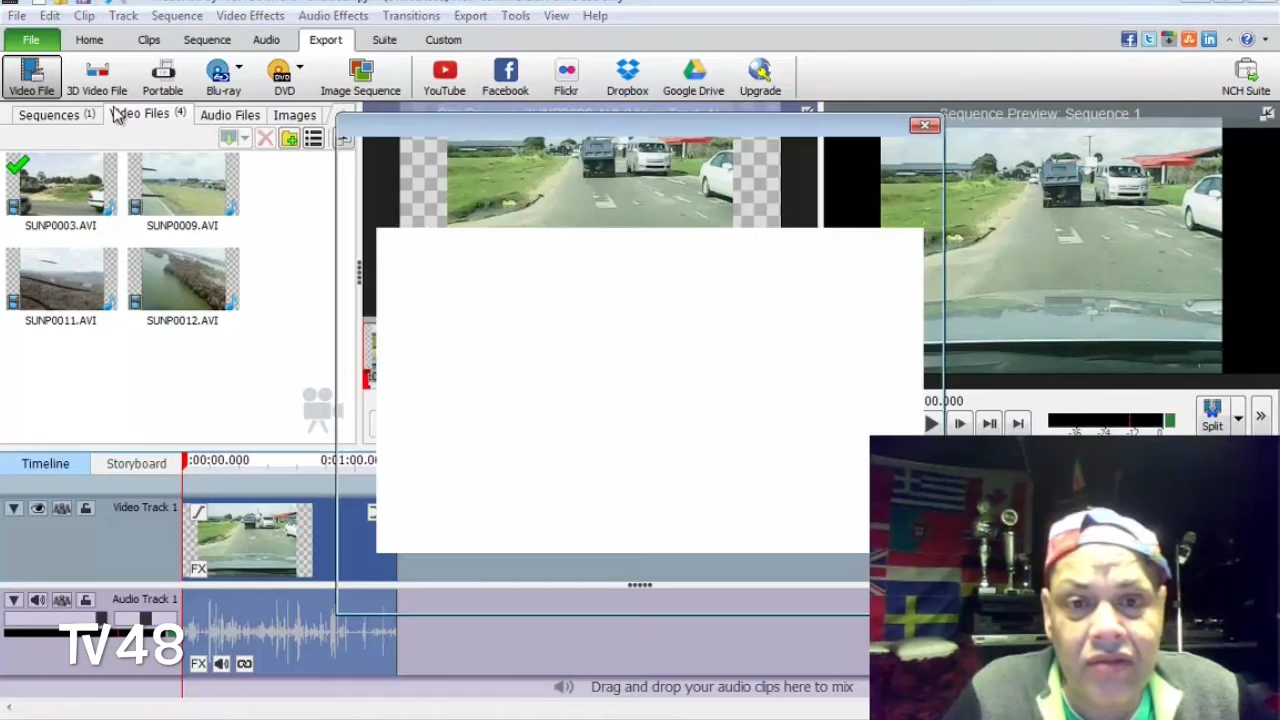 File Edit Clip Track Sequence Video Effects Audio Effects Transitions Export Tools View Help
File Home Clips Sequence Audio Export Suite Custom
Video File 3D Video File Portable Blu-ray DVD Image Sequence YouTube Facebook Flickr Dropbox Google Drive Upgrade NCH Suite
Sequences (1) Video Files (4) Audio Files Images
Sequence Preview: Sequence 1
SUNP0003.AVI SUNP0009.AVI
SUNP0011.AVI SUNP0012.AVI
00.000
-36 -24 -12 0
Split
Timeline Storyboard :00:00.000 0:01:00.0
Video Track 1
FX
Audio Track 1
TV48
FX
Drag and drop your audio clips here to mix